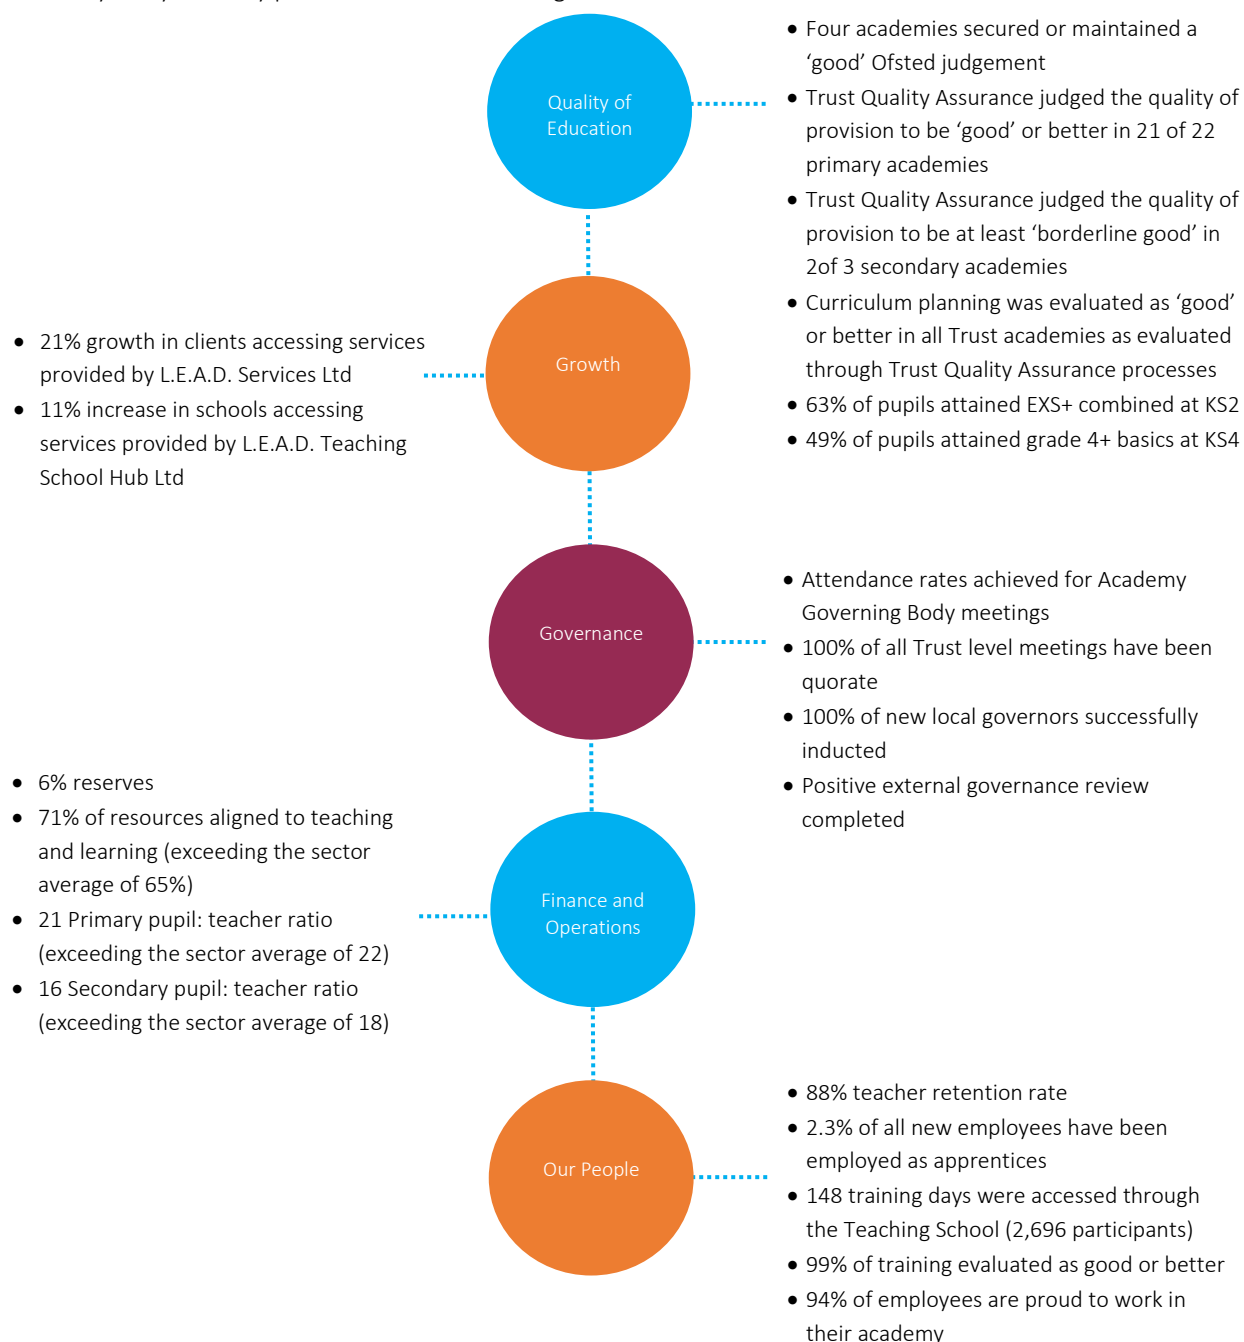 Quality of
Education
• Four academies secured or maintained a
‘good’ Ofsted judgement
• Trust Quality Assurance judged the quality of
provision to be ‘good’ or better in 21 of 22
primary academies
• Trust Quality Assurance judged the quality of
provision to be at least ‘borderline good’ in
2of 3 secondary academies
• Curriculum planning was evaluated as ‘good’
or better in all Trust academies as evaluated
through Trust Quality Assurance processes
• 63% of pupils attained EXS+ combined at KS2
• 49% of pupils attained grade 4+ basics at KS4
Growth
• 21% growth in clients accessing services
provided by L.E.A.D. Services Ltd
• 11% increase in schools accessing
services provided by L.E.A.D. Teaching
School Hub Ltd
Governance
• Attendance rates achieved for Academy
Governing Body meetings
• 100% of all Trust level meetings have been
quorate
• 100% of new local governors successfully
inducted
• Positive external governance review
completed
Finance and
Operations
• 6% reserves
• 71% of resources aligned to teaching
and learning (exceeding the sector
average of 65%)
• 21 Primary pupil: teacher ratio
(exceeding the sector average of 22)
• 16 Secondary pupil: teacher ratio
(exceeding the sector average of 18)
Our People
• 88% teacher retention rate
• 2.3% of all new employees have been
employed as apprentices
• 148 training days were accessed through
the Teaching School (2,696 participants)
• 99% of training evaluated as good or better
• 94% of employees are proud to work in
their academy